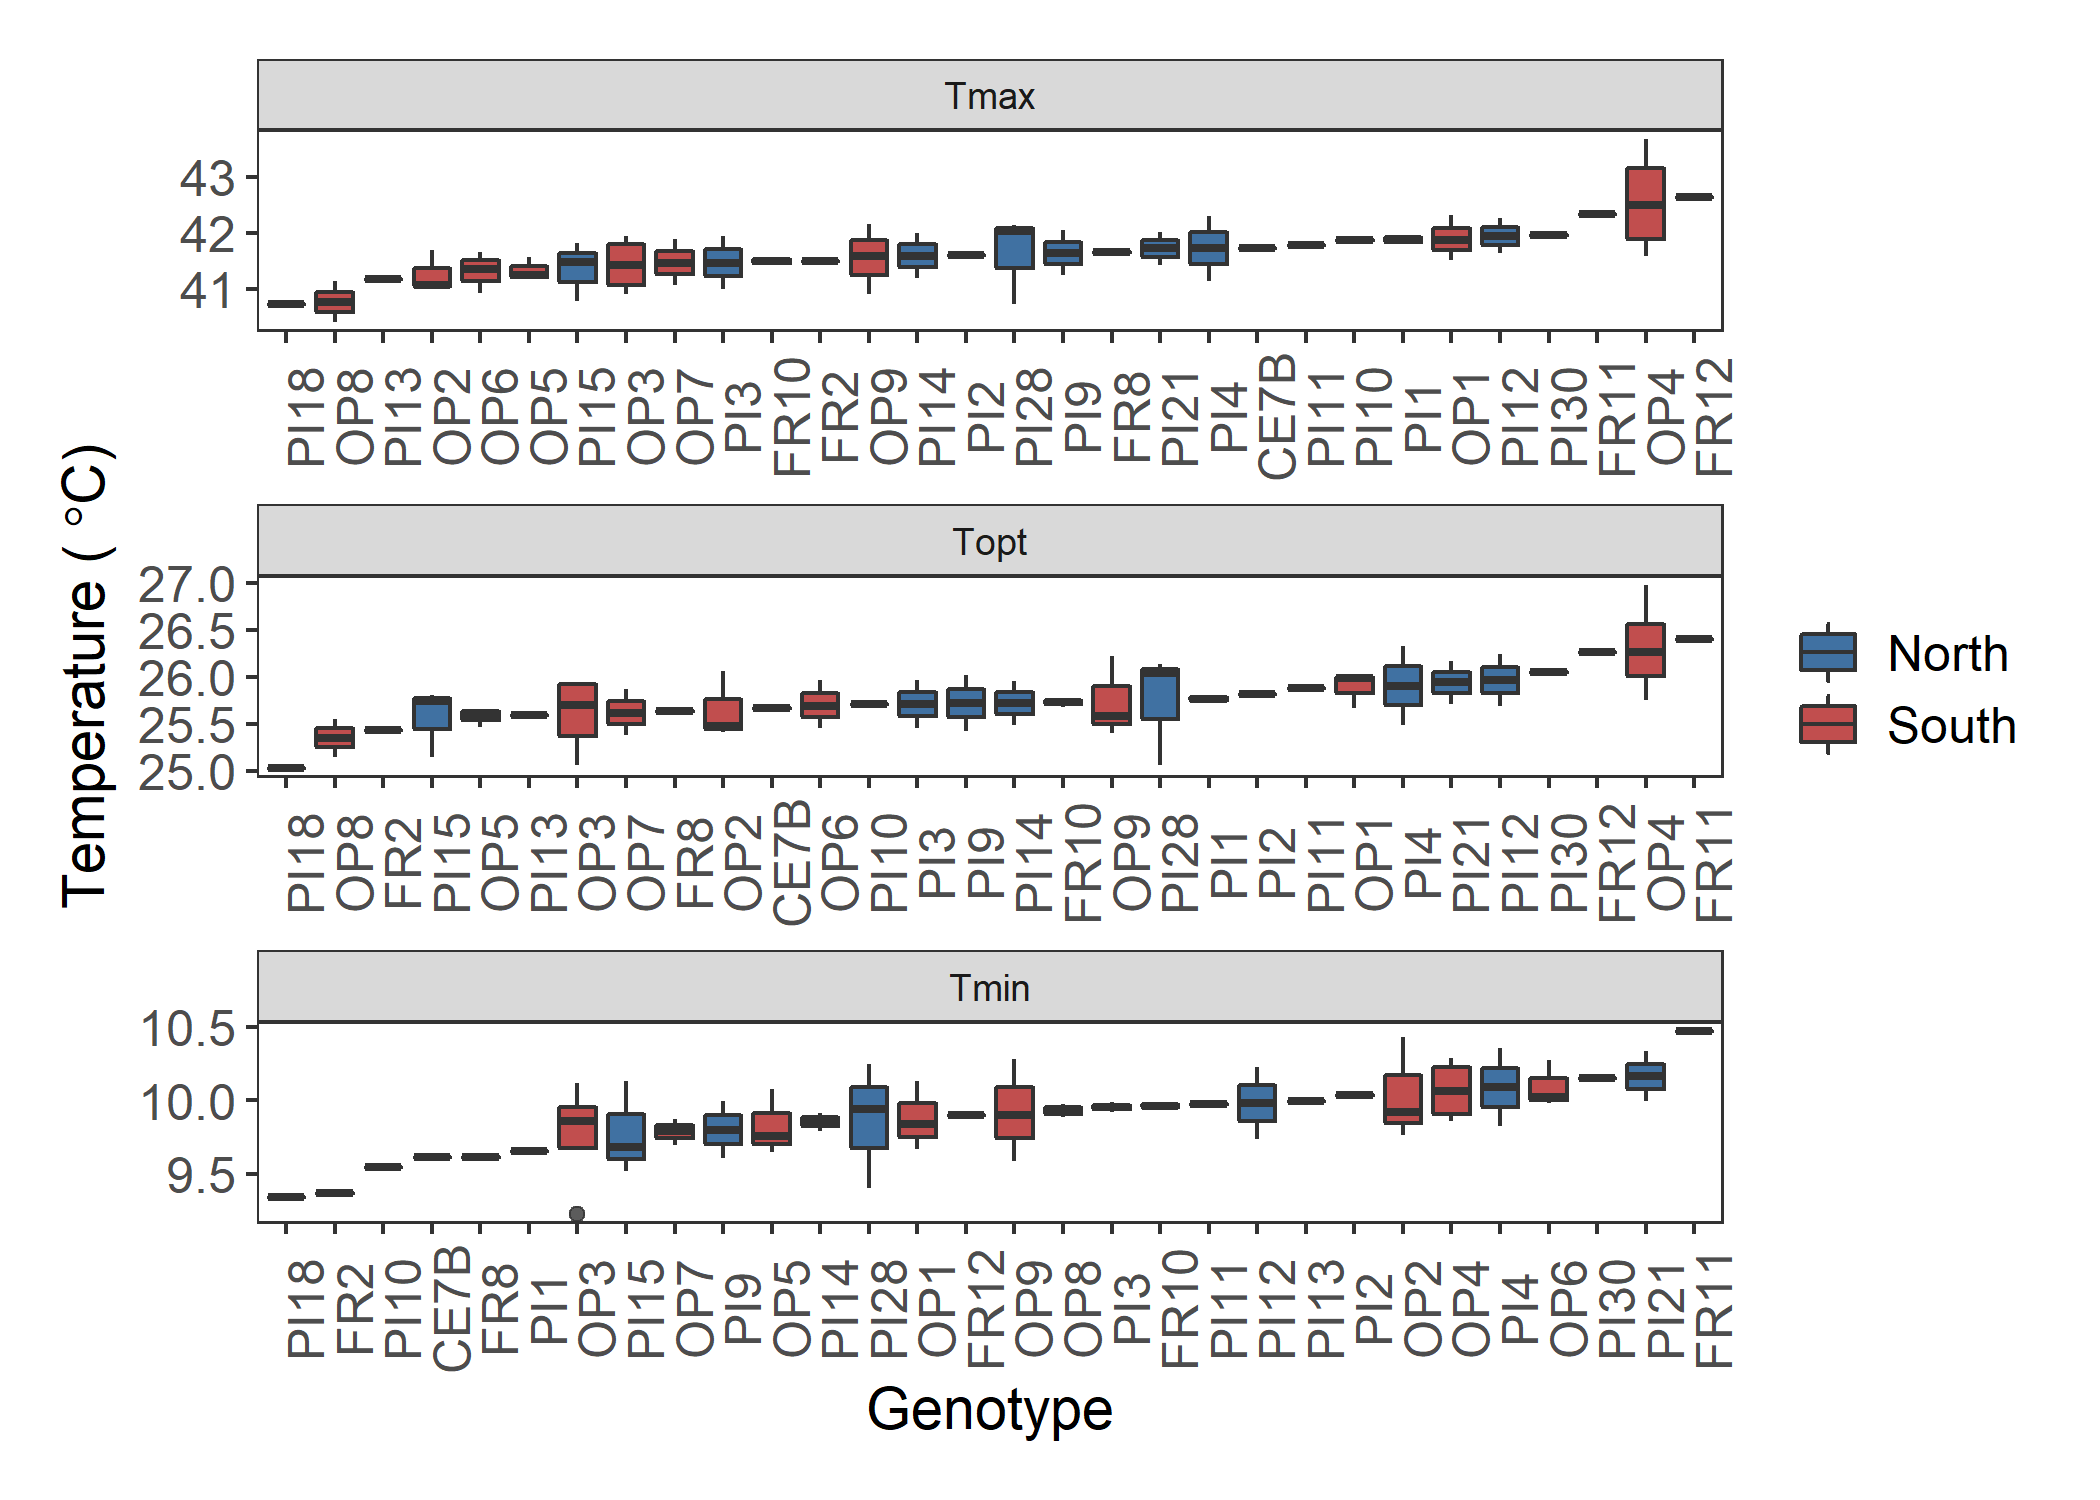 Tmax
43
42
41
PI18 OP8 PI13 OP2 OP6 OP5 PI15 OP3 OP7 PI3 FR10 FR2 OP9 PI14 PI2 PI28 PI9 FR8 PI21 PI4 CE7B PI11 PI10 PI1 OP1 PI12 PI30 FR11 OP4 FR12
Temperature ( °C)
Topt
27.0
26.5
26.0
25.5
25.0
PI18 OP8 FR2 PI15 OP5 PI13 OP3 OP7 FR8 OP2 CE7B OP6 PI10 PI3 PI9 PI14 FR10 OP9 PI28 PI1 PI2 PI11 OP1 PI4 PI21 PI12 PI30 FR12 OP4 FR11
North
South
Tmin
10.5
10.0
9.5
PI18 FR2 PI10 CE7B FR8 PI1 OP3 PI15 OP7 PI9 OP5 PI14 PI28 OP1 FR12 OP9 OP8 PI3 FR10 PI11 PI12 PI13 PI2 OP2 OP4 PI4 OP6 PI30 PI21 FR11
Genotype